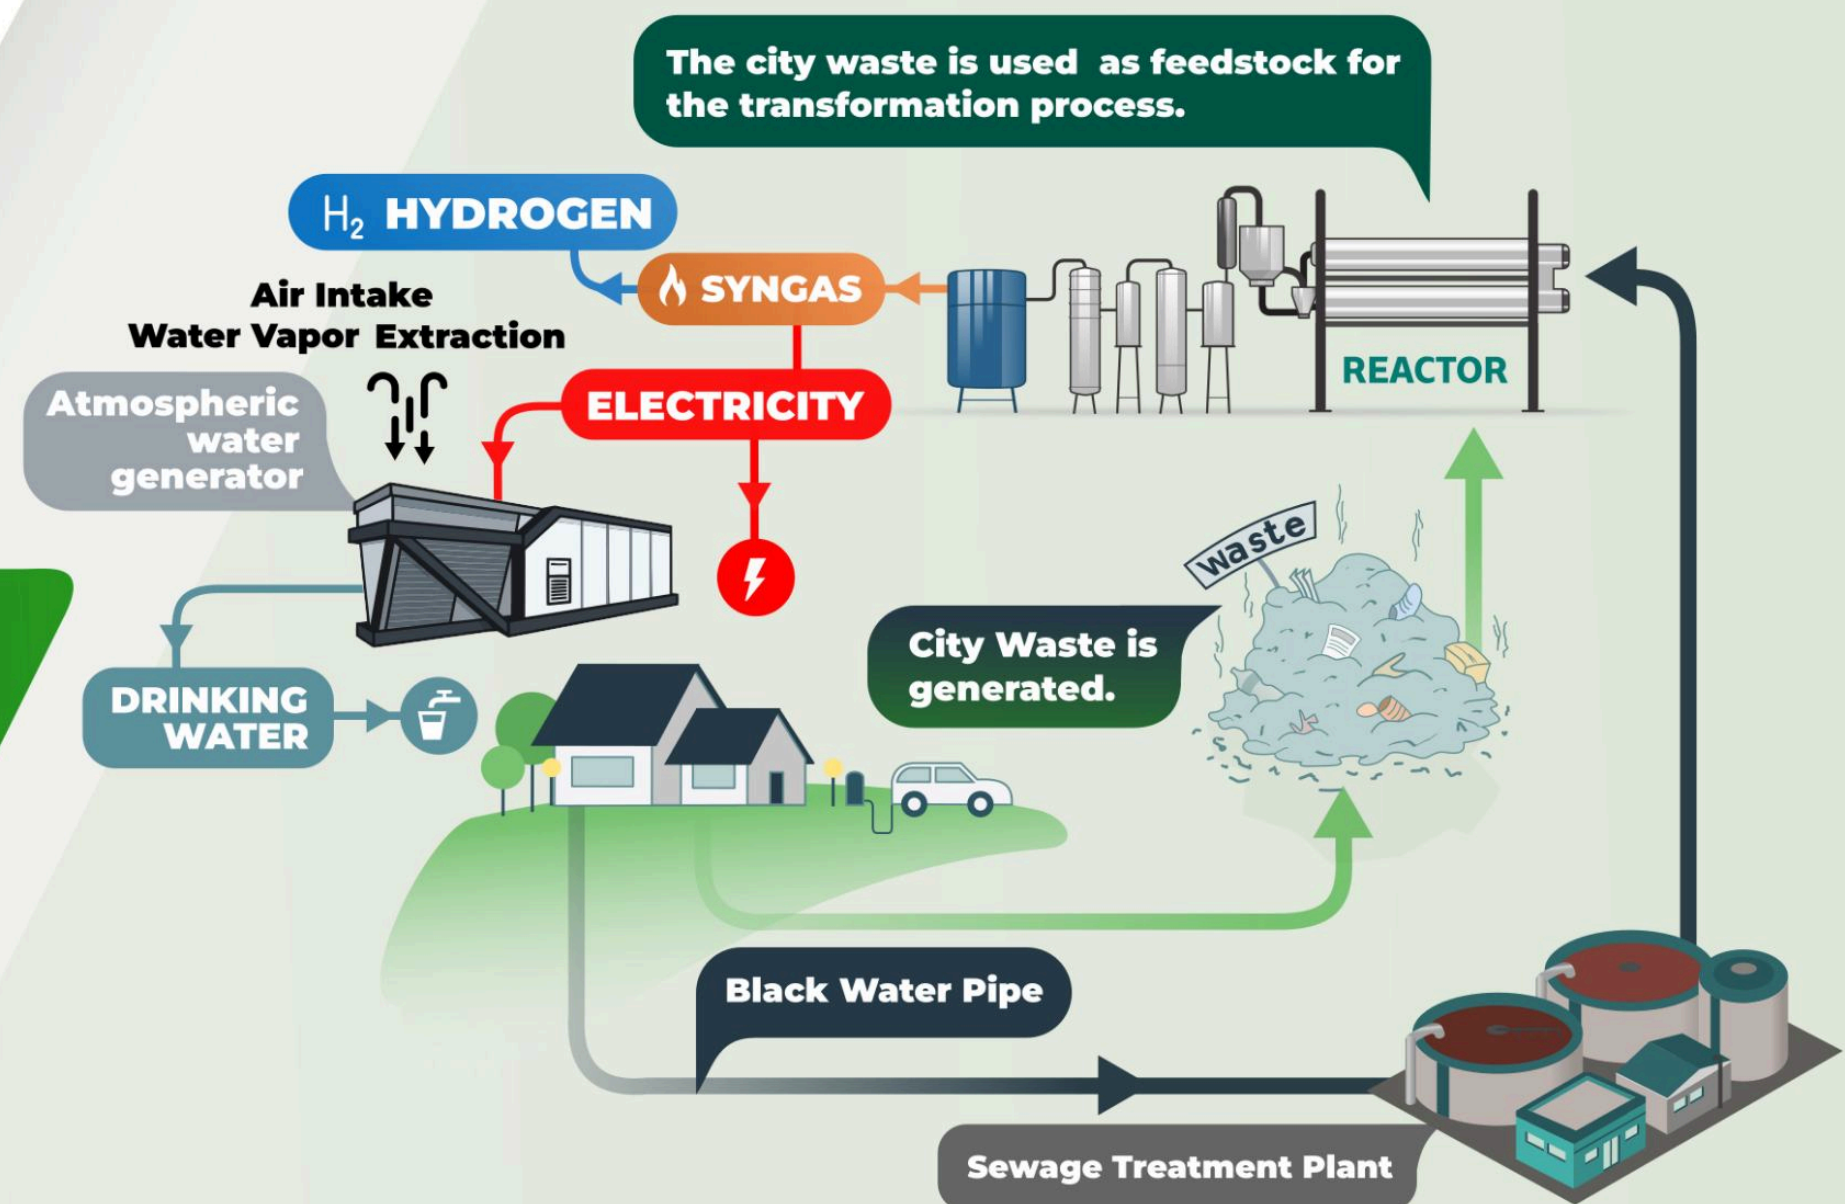 The city waste is used as feedstock for
the transformation process.
H₂ HYDROGEN
SYNGAS
Air Intake
Water Vapor Extraction
REACTOR
Atmospheric
water
generator
ELECTRICITY
waste
City Waste is
generated.
DRINKING
WATER
Black Water Pipe
Sewage Treatment Plant